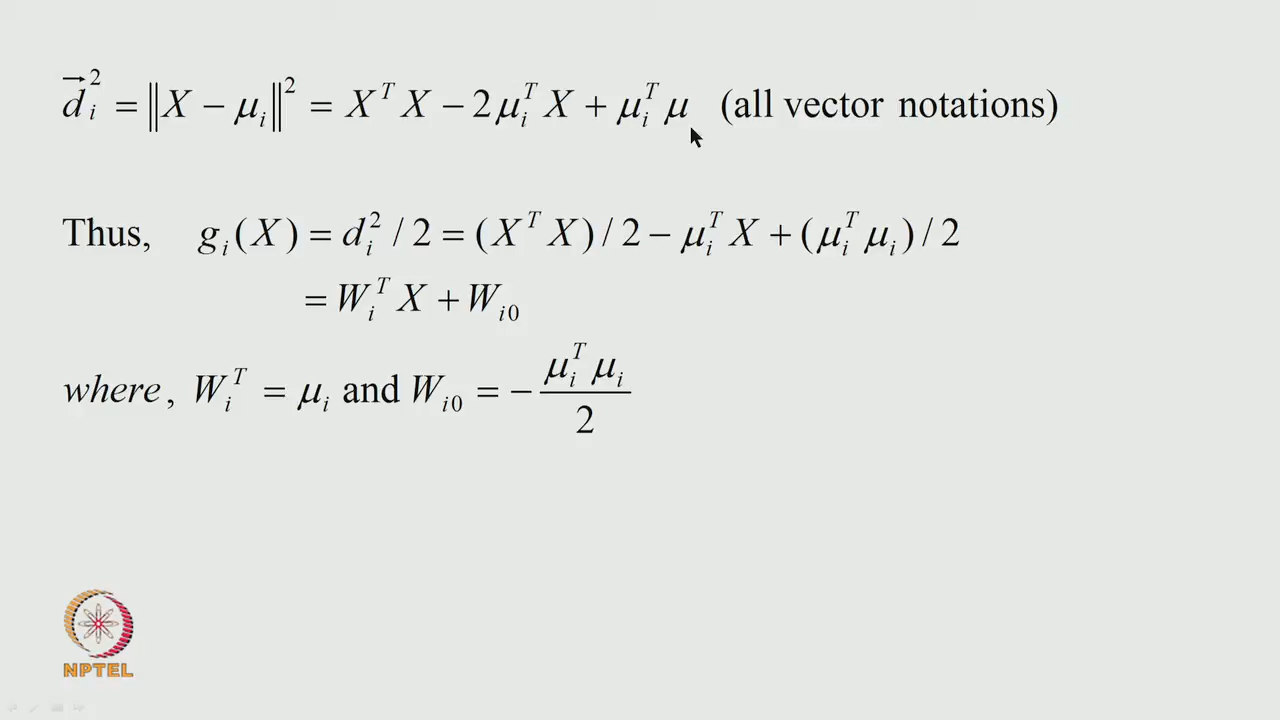 d⃗ᵢ² = ‖X − μᵢ‖² = XᵀX − 2μᵢᵀX + μᵢᵀμ (all vector notations)
Thus, gᵢ(X) = dᵢ² / 2 = (XᵀX) / 2 − μᵢᵀX + (μᵢᵀμᵢ) / 2
= WᵢᵀX + Wᵢ₀
where, Wᵢᵀ = μᵢ and Wᵢ₀ = − μᵢᵀμᵢ / 2
NPTEL